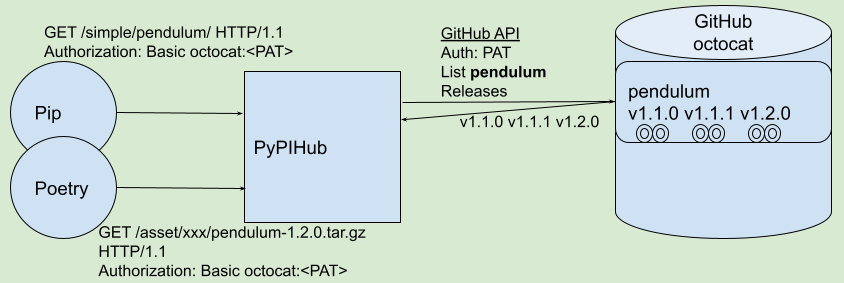 GET /simple/pendulum/ HTTP/1.1
Authorization: Basic octocat:<PAT>
Pip
Poetry
GET /asset/xxx/pendulum-1.2.0.tar.gz
HTTP/1.1
Authorization: Basic octocat:<PAT>
PyPIHub
GitHub API
Auth: PAT
List pendulum
Releases
v1.1.0 v1.1.1 v1.2.0
GitHub
octocat
pendulum
v1.1.0 v1.1.1 v1.2.0